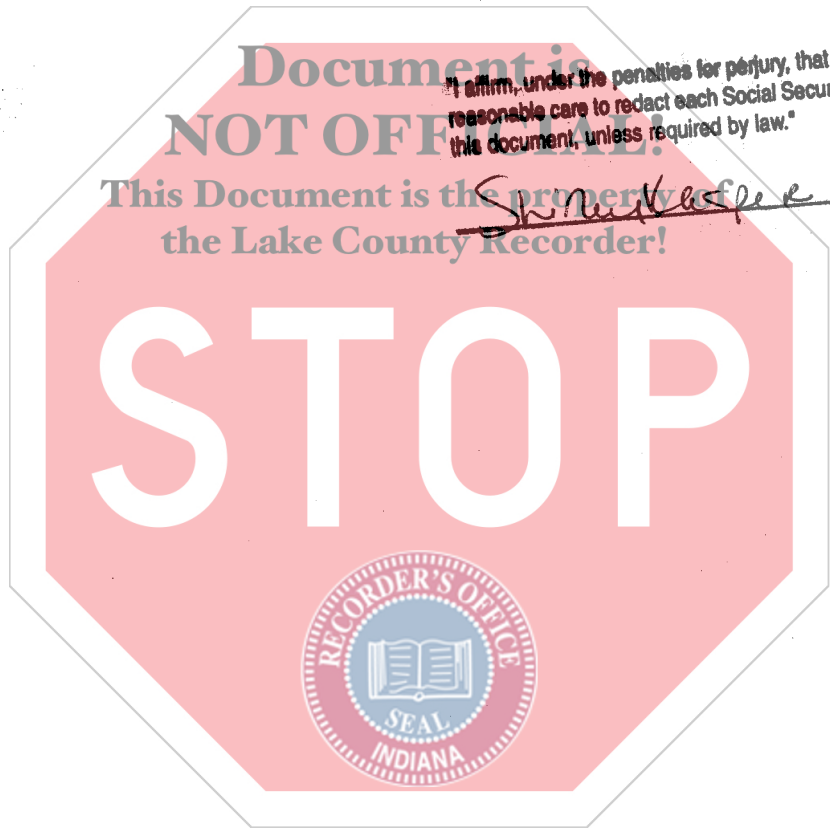 Document is
NOT OFFICIAL!
This Document is the property of
the Lake County Recorder!
"I affirm, under the penalties for perjury, that
reasonable care to redact each Social Secur
this document, unless required by law."
STOP
RECORDER'S OFFICE
SEAL
INDIANA